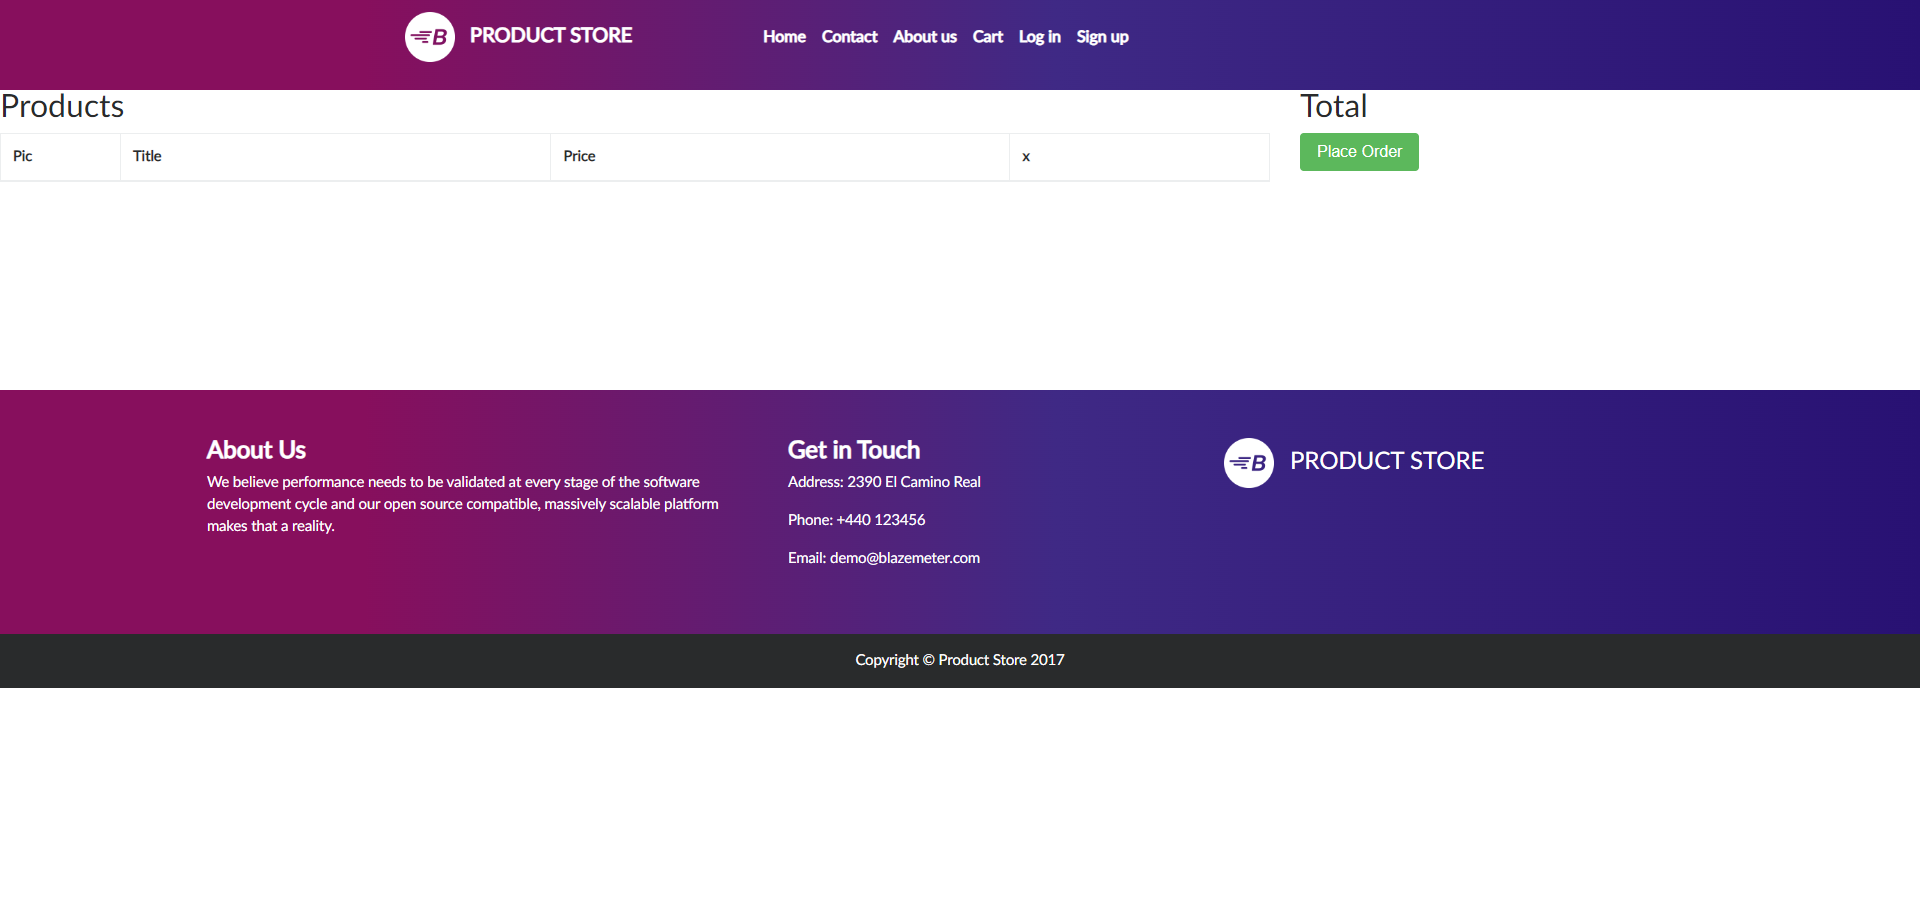 B PRODUCT STORE Home Contact About us Cart Log in Sign up
Products Total
Pic Title Price x Place Order
About Us
We believe performance needs to be validated at every stage of the software
development cycle and our open source compatible, massively scalable platform
makes that a reality.
Get in Touch
Address: 2390 El Camino Real
Phone: +440 123456
Email: demo@blazemeter.com
B PRODUCT STORE
Copyright © Product Store 2017